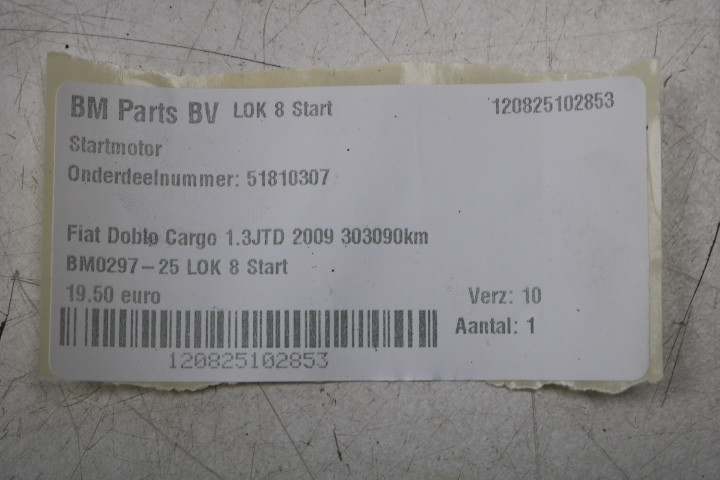 BM Parts BV LOK 8 Start 120825102853
Startmotor
Onderdeelnummer: 51810307
Fiat Doblo Cargo 1.3JTD 2009 303090km
BM0297-25 LOK 8 Start
19.50 euro Verz: 10
Aantal: 1
120825102853